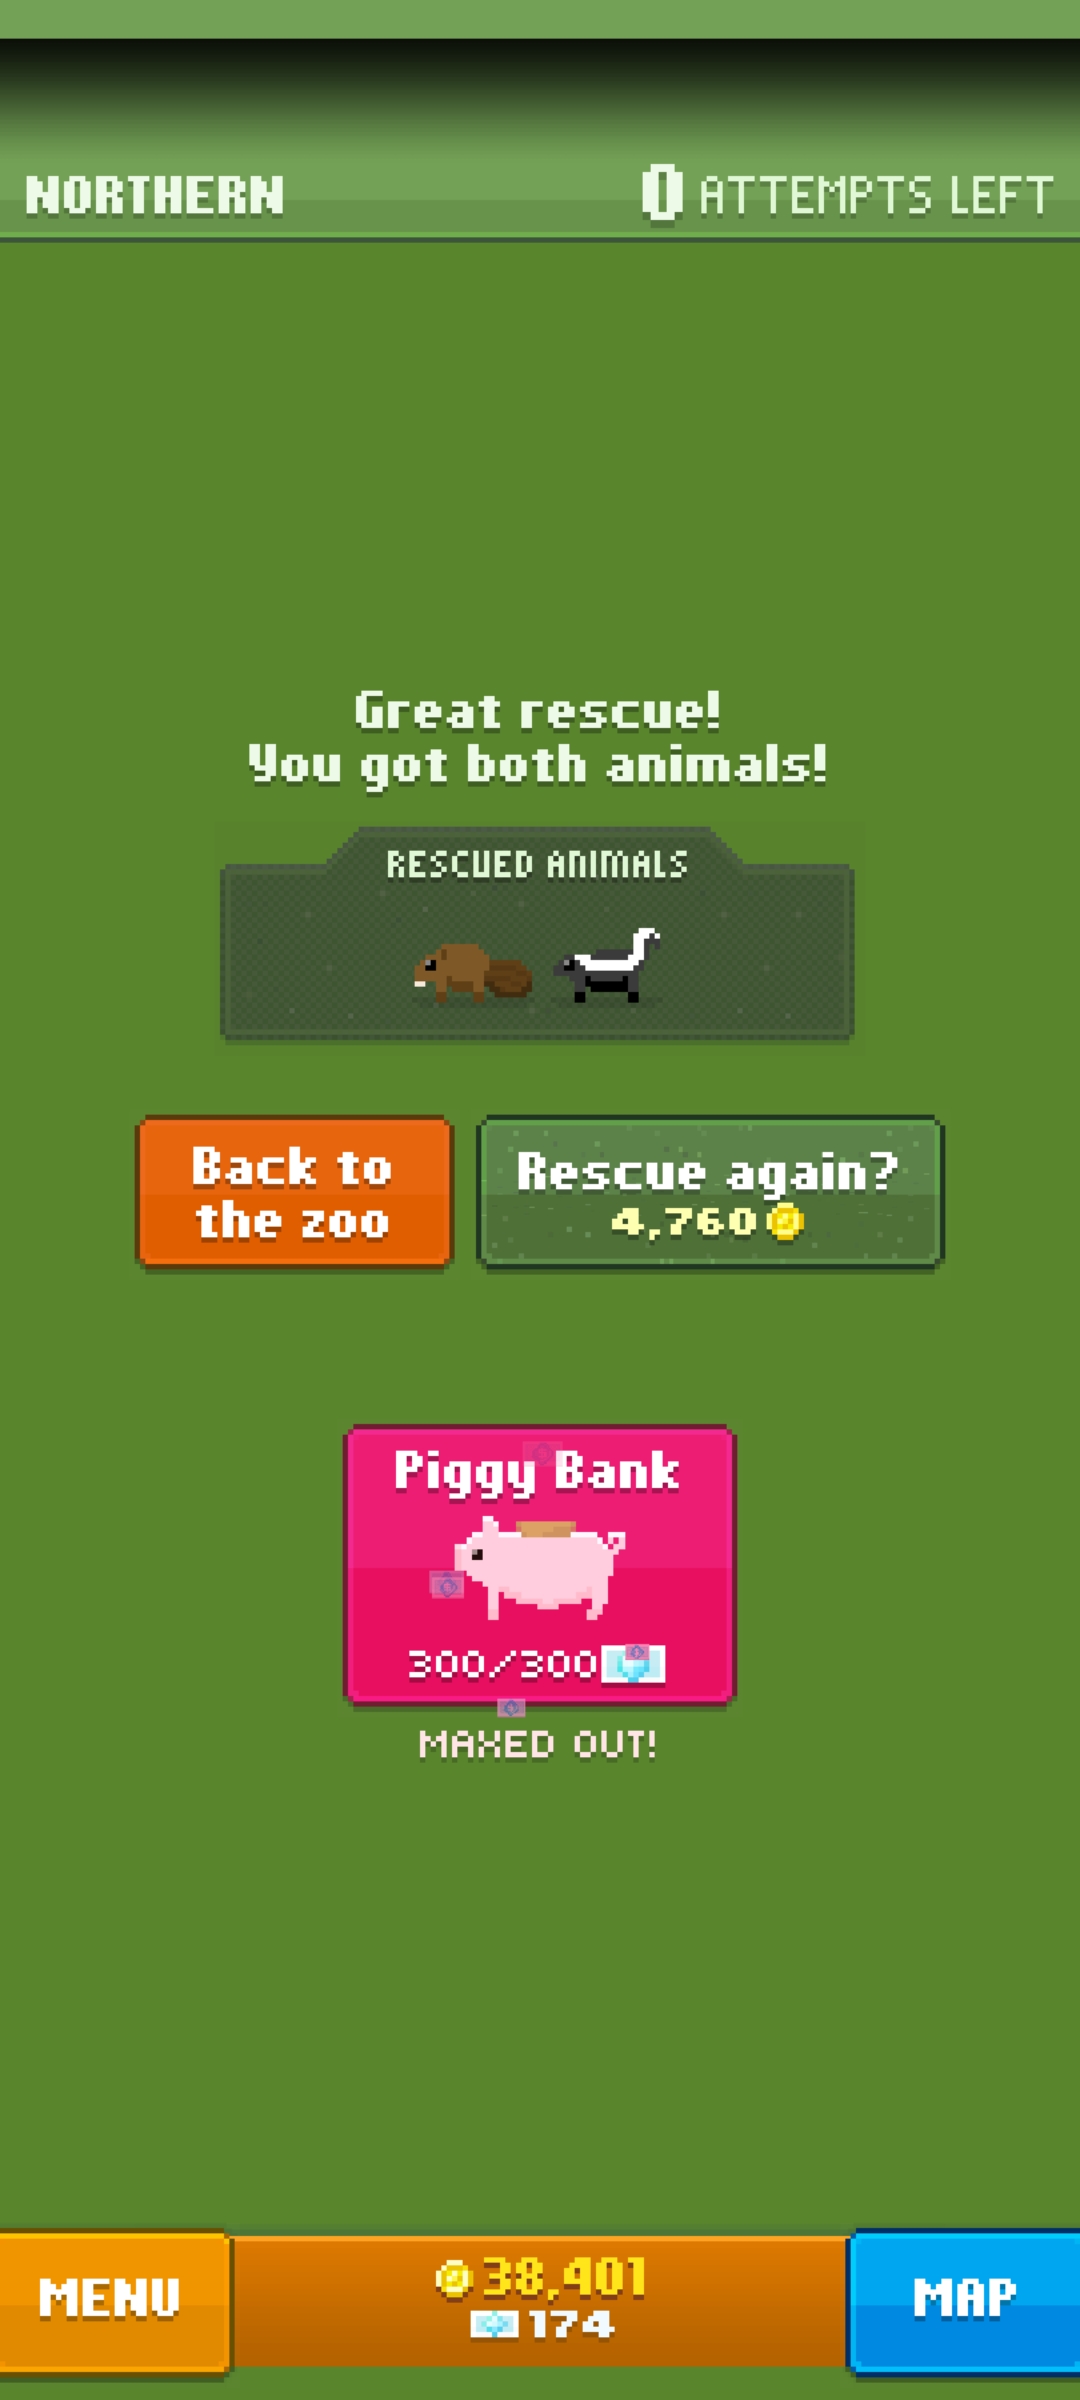 NORTHERN
0 ATTEMPTS LEFT
Great rescue!
You got both animals!
RESCUED ANIMALS
Back to
the zoo
Rescue again?
4,760
Piggy Bank
300/300
MAXED OUT!
MENU
38,401
174
MAP